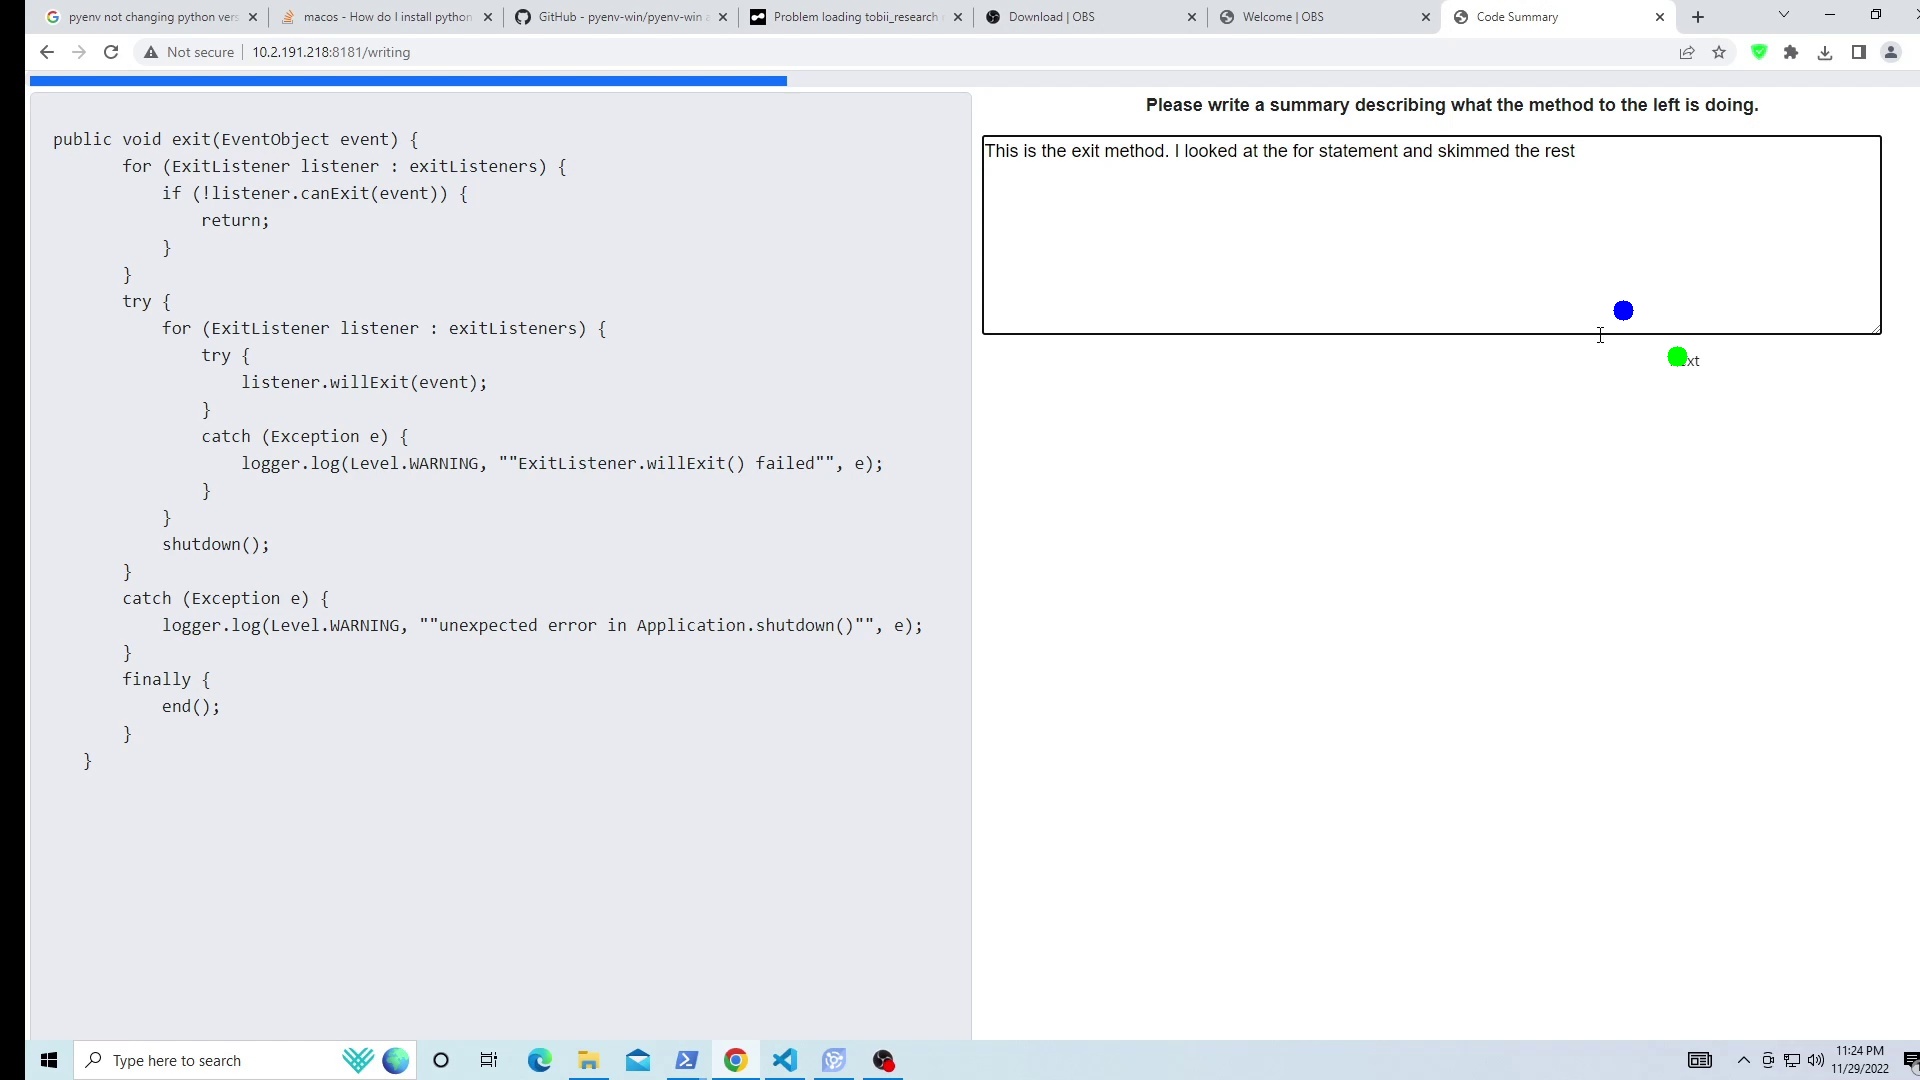 pyenv not changing python vers
macos - How do I install python
GitHub - pyenv-win/pyenv-win
Problem loading tobii_research
Download | OBS
Welcome | OBS
Code Summary
Not secure
10.2.191.218:8181/writing
public void exit(EventObject event) {
for (ExitListener listener : exitListeners) {
if (!listener.canExit(event)) {
return;
}
}
try {
for (ExitListener listener : exitListeners) {
try {
listener.willExit(event);
}
catch (Exception e) {
logger.log(Level.WARNING, ""ExitListener.willExit() failed"", e);
}
}
shutdown();
}
catch (Exception e) {
logger.log(Level.WARNING, ""unexpected error in Application.shutdown()"", e);
}
finally {
end();
}
}
Please write a summary describing what the method to the left is doing.
This is the exit method. I looked at the for statement and skimmed the rest
Type here to search
11:24 PM
11/29/2022